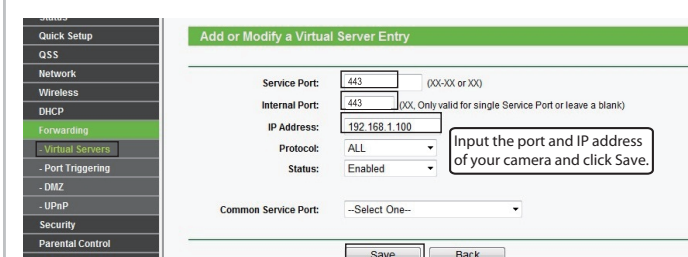 Status
Quick Setup
QSS
Network
Wireless
DHCP
Forwarding
- Virtual Servers
- Port Triggering
- DMZ
- UPnP
Security
Parental Control
Add or Modify a Virtual Server Entry
Service Port: 443 (XX-XX or XX)
Internal Port: 443 (XX, Only valid for single Service Port or leave a blank)
IP Address: 192.168.1.100
Protocol: ALL
Status: Enabled
Input the port and IP address
of your camera and click Save.
Common Service Port: --Select One--
Save Back